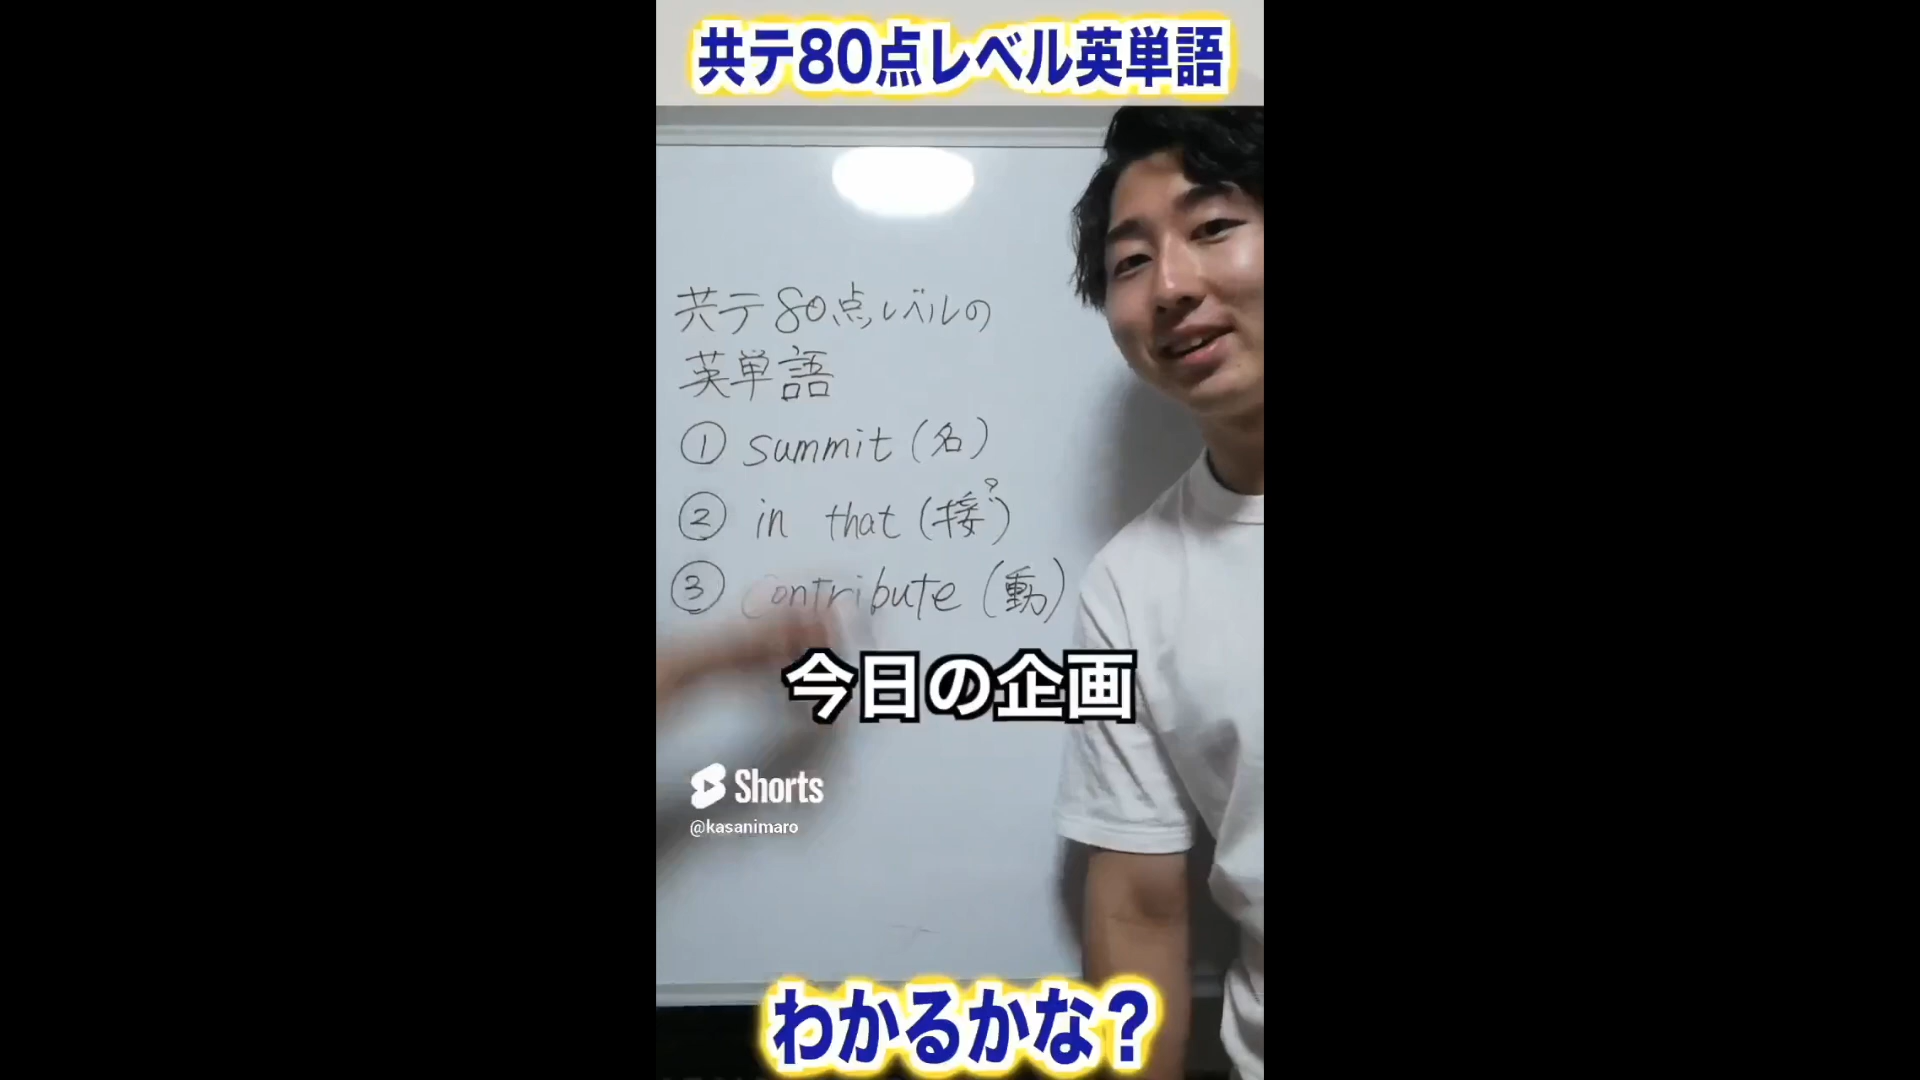 共テ80点レベル英単語
共テ80点レベルの
英単語
① summit (名)
② in that (接?)
③ contribute (動)
今日の企画
Shorts
@kasanimaro
わかるかな?